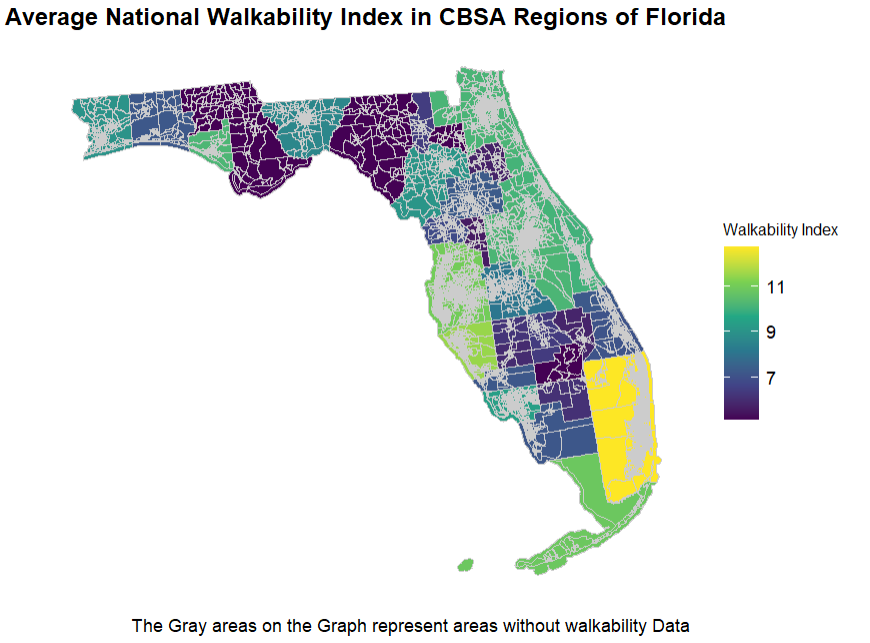 Average National Walkability Index in CBSA Regions of Florida
Walkability Index
11
9
7
The Gray areas on the Graph represent areas without walkability Data